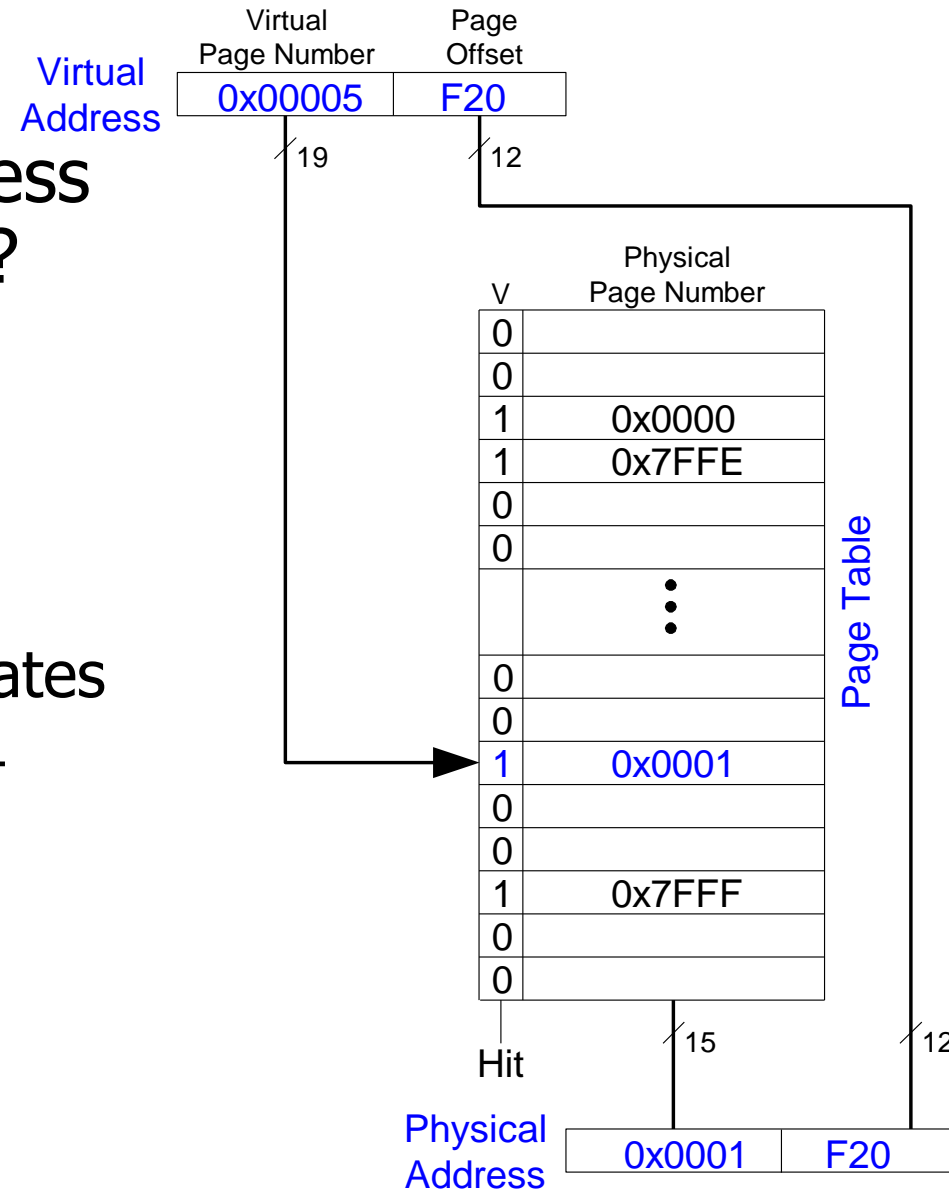 Virtual Page
Page Number Offset
Virtual
Address
0x00005 F20
19 12
?
Physical
V Page Number
0
0
1 0x0000
1 0x7FFE
0
0
Page Table
0
0
1 0x0001
0
0
1 0x7FFF
0
0
15
Hit
Physical
Address
0x0001 F20